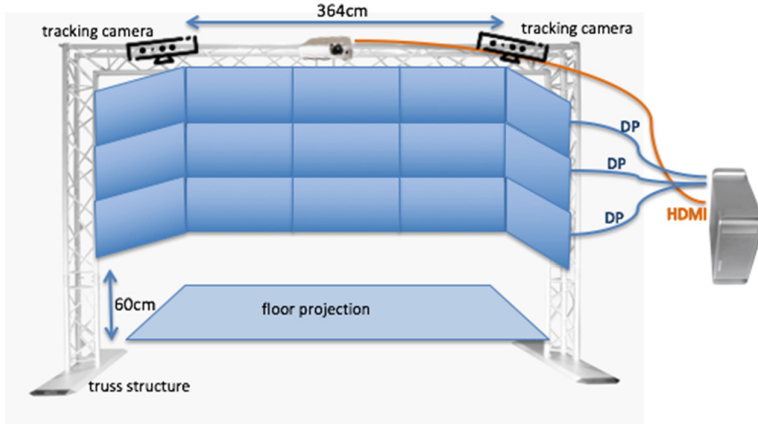 364cm
tracking camera
tracking camera
DP
DP
DP
HDMI
60cm
floor projection
truss structure